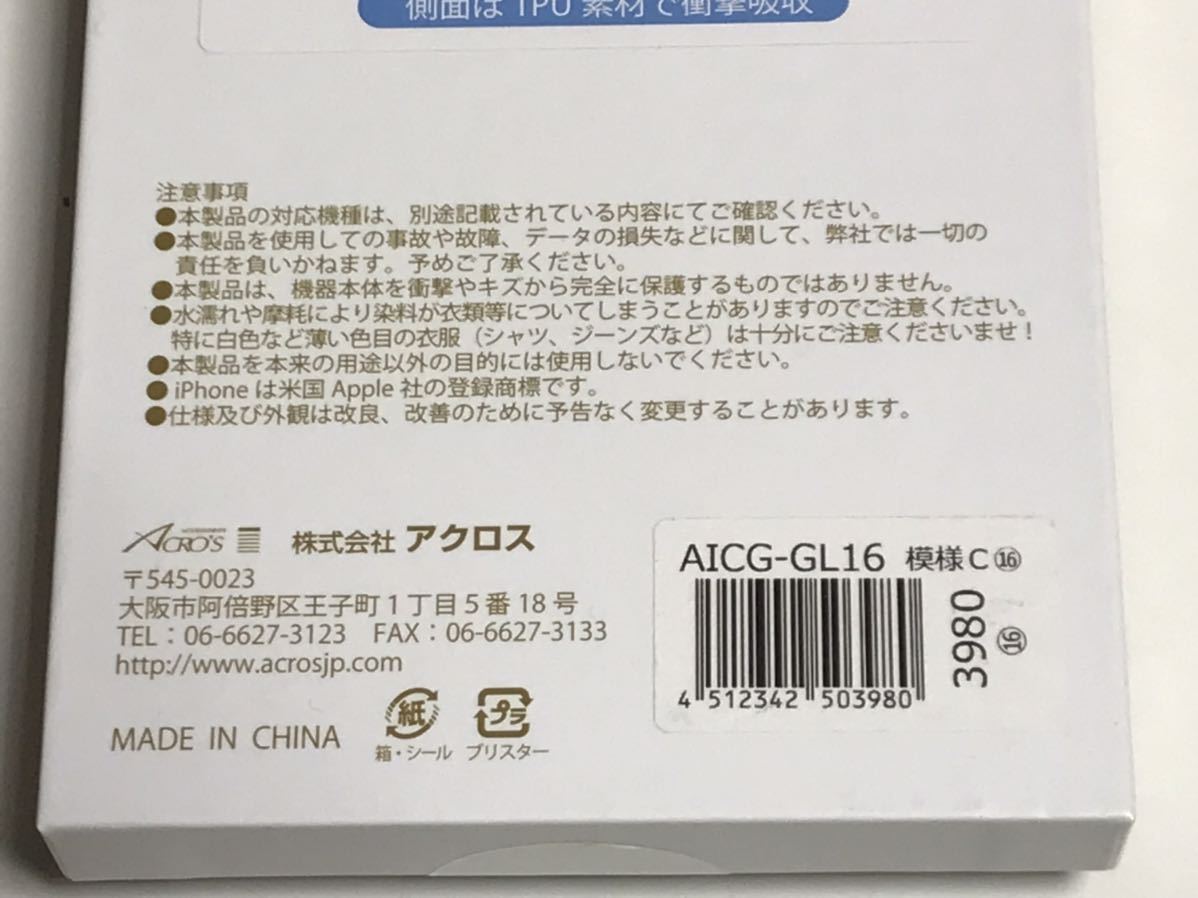 側面は TPU 素材で衝撃吸収
注意事項
●本製品の対応機種は、別途記載されている内容にてご確認ください。
●本製品を使用しての事故や故障、データの損失などに関して、弊社では一切の
責任を負いかねます。予めご了承ください。
●本製品は、機器本体を衝撃やキズから完全に保護するものではありません。
●水濡れや摩耗により染料が衣類等についてしまうことがありますのでご注意ください。
特に白色など薄い色目の衣服（シャツ、ジーンズなど）は十分にご注意くださいませ！
●本製品を本来の用途以外の目的には使用しないでください。
●iPhone は米国 Apple 社の登録商標です。
●仕様及び外観は改良、改善のために予告なく変更することがあります。
ACRO'S 株式会社 アクロス
〒545-0023
大阪市阿倍野区王子町１丁目５番 18 号
TEL：06-6627-3123 FAX：06-6627-3133
http://www.acrosjp.com
MADE IN CHINA
紙
箱・シール
プラ
ブリスター
AICG-GL16 模様C⑯
4 512342 503980
3980
⑯